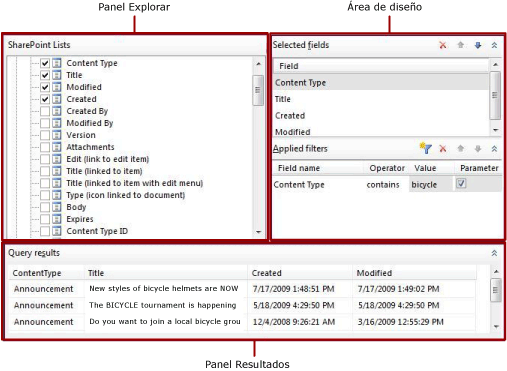 Panel Explorar
Área de diseño
SharePoint Lists
Content Type
Title
Modified
Created
Created By
Modified By
Version
Attachments
Edit (link to edit item)
Title (linked to item)
Title (linked to item with edit menu)
Type (icon linked to document)
Body
Expires
Content Type ID
Selected fields
Field
Content Type
Title
Created
Modified
Applied filters
Field name Operator Value Parameter
Content Type contains bicycle
Query results
ContentType Title Created Modified
Announcement New styles of bicycle helmets are NOW 7/17/2009 1:48:51 PM 7/17/2009 1:49:02 PM
Announcement The BICYCLE tournament is happening 5/18/2009 4:29:50 PM 5/18/2009 4:29:50 PM
Announcement Do you want to join a local bicycle grou 12/4/2008 9:26:21 AM 3/16/2009 12:55:29 PM
Panel Resultados